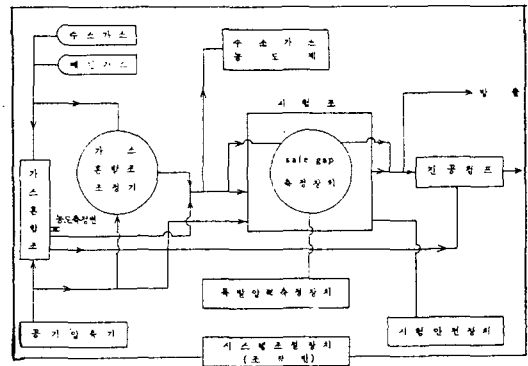 수소가스
메탄가스
수소가스
농도계
방출
시험조
가스
혼합조
조정기
safe gap
측정장치
진공펌프
가스혼합조
농도측정변
폭발압력측정장치
공기압축기
시험안전장치
시스템조절장치
(조작반)